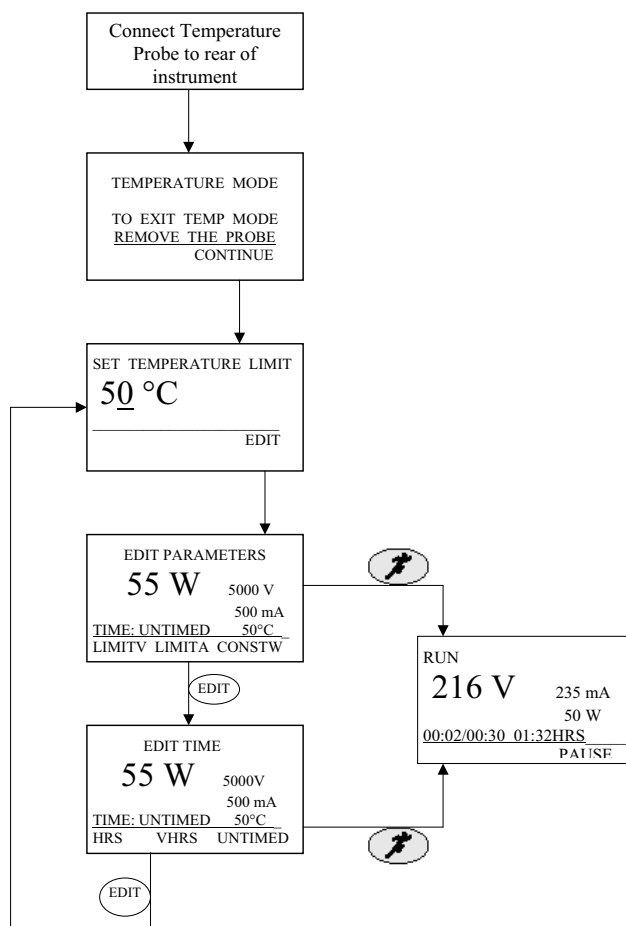 Connect Temperature
Probe to rear of
instrument
TEMPERATURE MODE
TO EXIT TEMP MODE
REMOVE THE PROBE
CONTINUE
SET TEMPERATURE LIMIT
50 °C
EDIT
EDIT PARAMETERS
55 W 5000 V
500 mA
TIME: UNTIMED 50°C
LIMITV LIMITA CONSTW
EDIT
EDIT TIME
55 W 5000V
500 mA
TIME: UNTIMED 50°C
HRS VHRS UNTIMED
EDIT
RUN
216 V 235 mA
50 W
00:02/00:30 01:32HRS
PAUSE